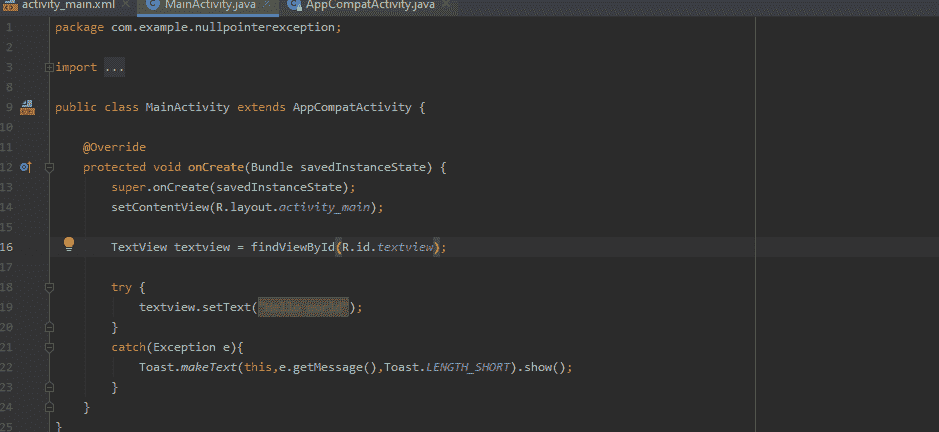 activity_main.xml MainActivity.java AppCompatActivity.java
1 package com.example.nullpointerexception;
2
3 import ...
8
9 public class MainActivity extends AppCompatActivity {
10
11 @Override
12 protected void onCreate(Bundle savedInstanceState) {
13 super.onCreate(savedInstanceState);
14 setContentView(R.layout.activity_main);
15
16 TextView textview = findViewById(R.id.textview);
17
18 try {
19 textview.setText( );
20 }
21 catch(Exception e){
22 Toast.makeText(this,e.getMessage(),Toast.LENGTH_SHORT).show();
23 }
24 }
25 }